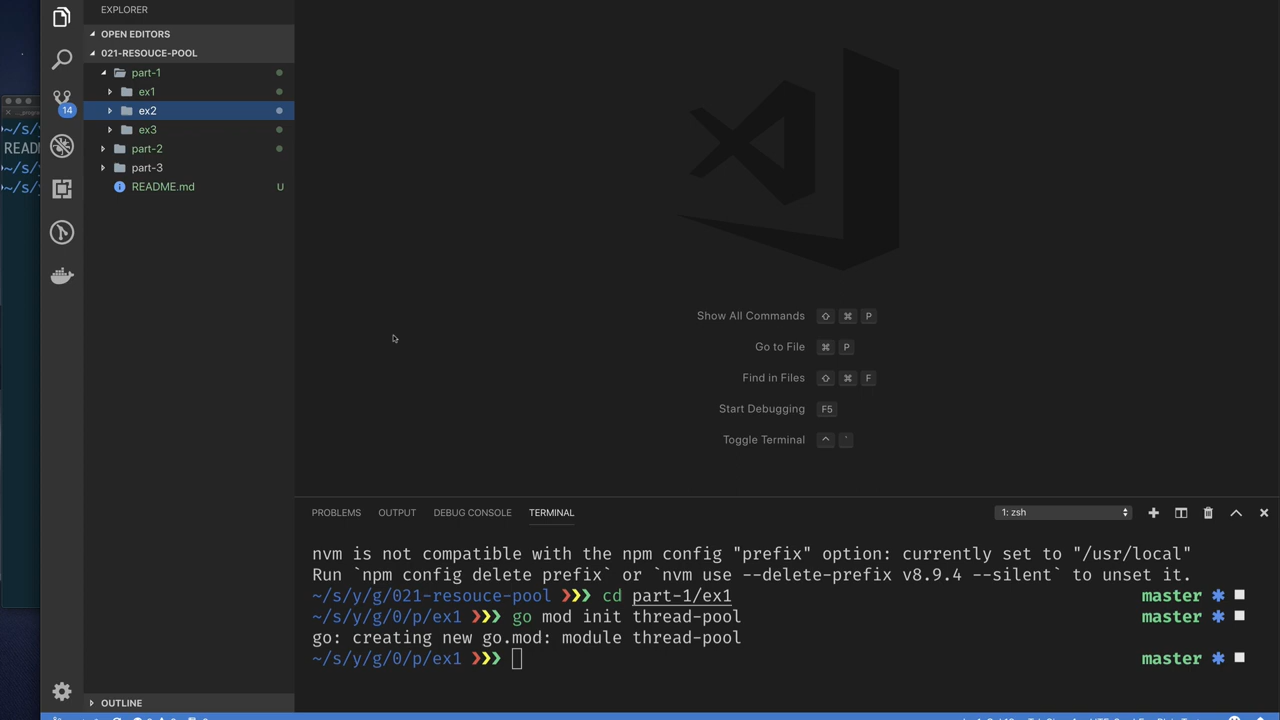 EXPLORER
OPEN EDITORS
021-RESOUCE-POOL
part-1
ex1
ex2
ex3
part-2
part-3
README.md U
OUTLINE
14
~/s/y
READ
~/s/y
~/s/y
Show All Commands ⇧ ⌘ P
Go to File ⌘ P
Find in Files ⇧ ⌘ F
Start Debugging F5
Toggle Terminal ^ `
PROBLEMS OUTPUT DEBUG CONSOLE TERMINAL 1: zsh
nvm is not compatible with the npm config "prefix" option: currently set to "/usr/local"
Run `npm config delete prefix` or `nvm use --delete-prefix v8.9.4 --silent` to unset it.
~/s/y/g/021-resouce-pool ❯❯❯ cd part-1/ex1 master ✱ ◼
~/s/y/g/0/p/ex1 ❯❯❯ go mod init thread-pool master ✱ ◼
go: creating new go.mod: module thread-pool
~/s/y/g/0/p/ex1 ❯❯❯ master ✱ ◼